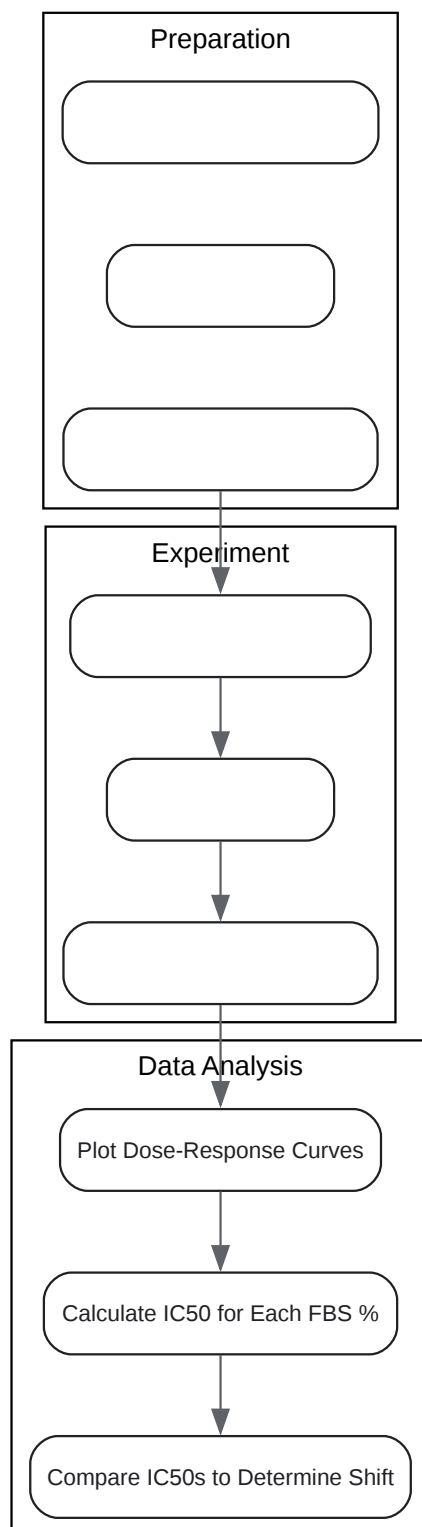 Preparation
Experiment
Data Analysis
Plot Dose-Response Curves
Calculate IC50 for Each FBS %
Compare IC50s to Determine Shift